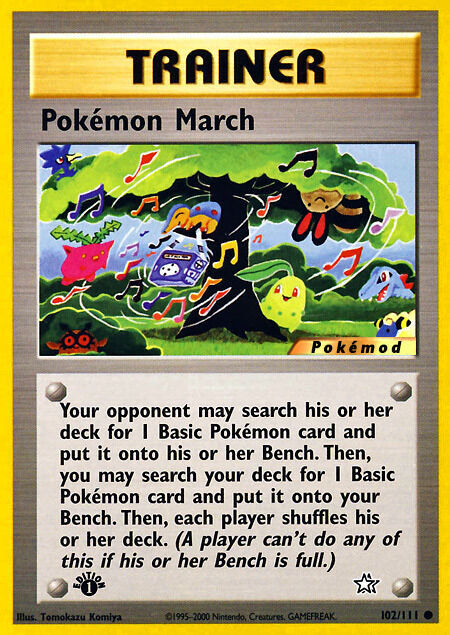 TRAINER
Pokémon March
Pokémod
Your opponent may search his or her
deck for 1 Basic Pokémon card and
put it onto his or her Bench. Then,
you may search your deck for 1 Basic
Pokémon card and put it onto your
Bench. Then, each player shuffles his
or her deck. (A player can't do any of
this if his or her Bench is full.)
EDITION
1
Illus. Tomokazu Komiya
©1995-2000 Nintendo, Creatures, GAMEFREAK.
102/111